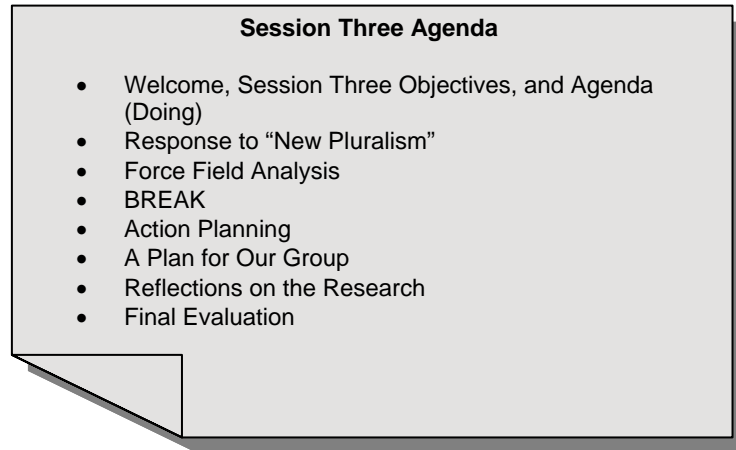 Session Three Agenda
• Welcome, Session Three Objectives, and Agenda
(Doing)
• Response to “New Pluralism”
• Force Field Analysis
• BREAK
• Action Planning
• A Plan for Our Group
• Reflections on the Research
• Final Evaluation